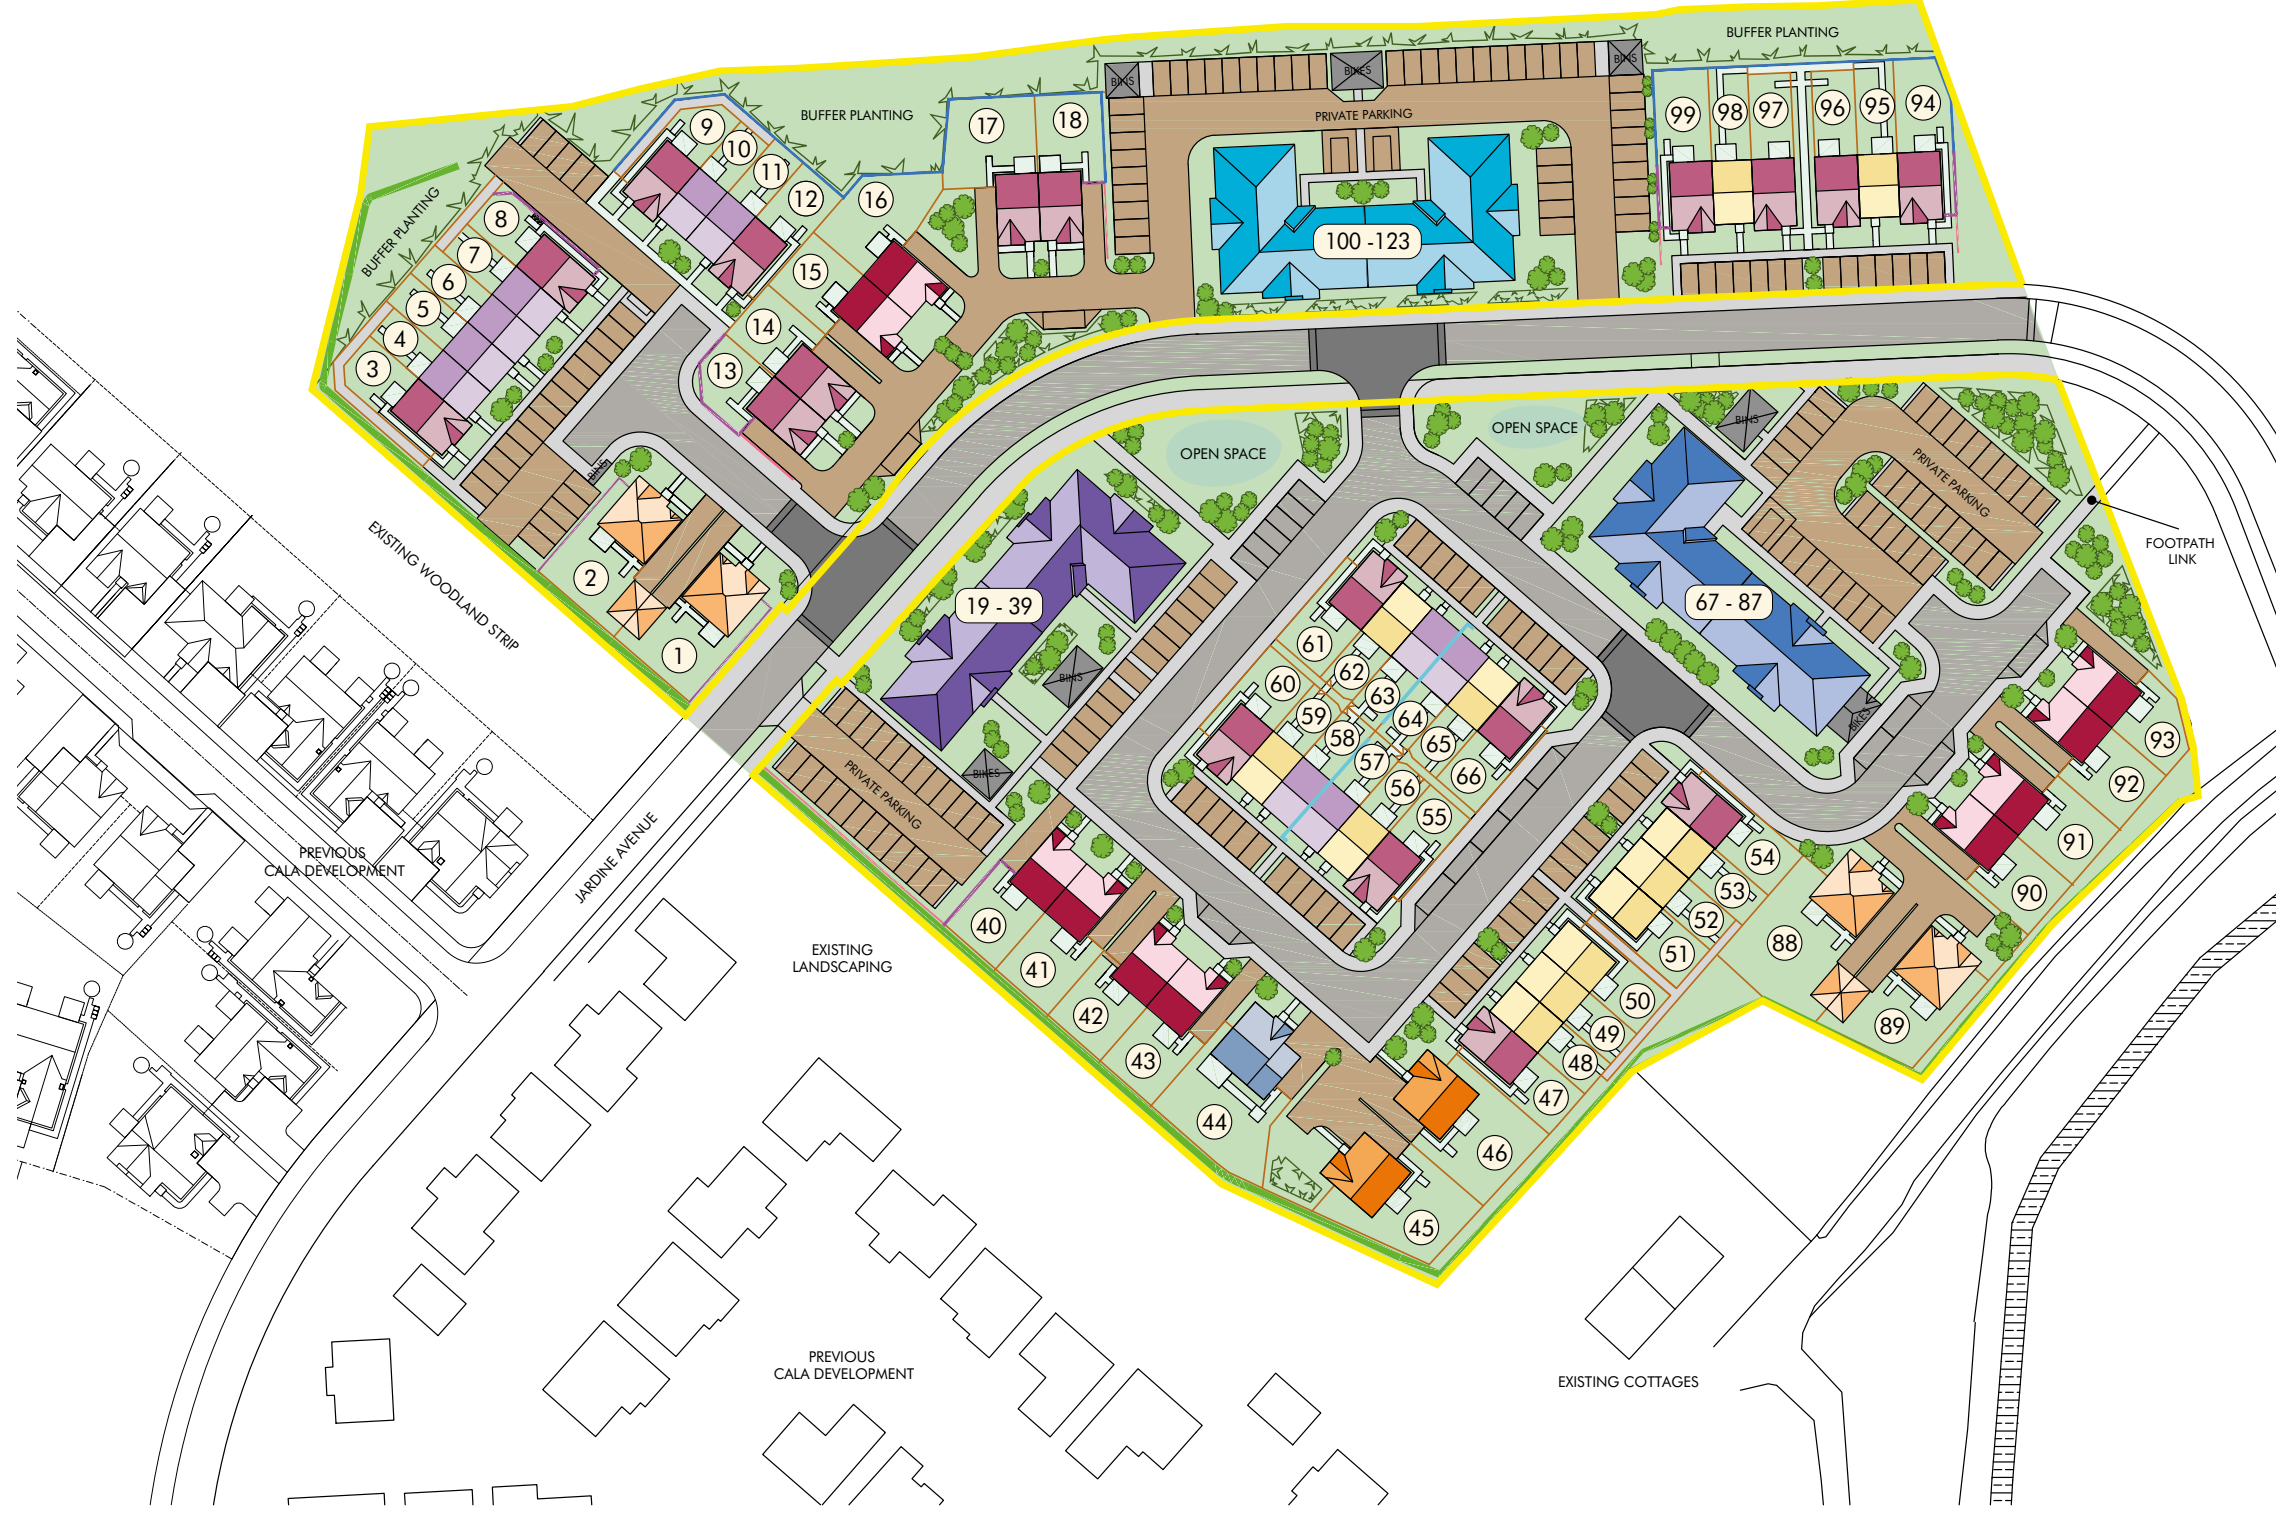 BUFFER PLANTING
BINS
BIKES
BINS
PRIVATE PARKING
BUFFER PLANTING
BUFFER PLANTING
99
98
97
96
95
94
9
10
11
12
16
17
18
8
7
6
5
4
3
15
14
13
100 -123
BINS
2
1
EXISTING WOODLAND STRIP
OPEN SPACE
OPEN SPACE
BINS
PRIVATE PARKING
FOOTPATH
LINK
19 - 39
67 - 87
BINS
BIKES
BIKES
PRIVATE PARKING
61
62
63
64
65
66
60
59
58
57
56
55
93
92
91
90
54
53
52
51
88
89
50
49
48
47
40
41
42
43
44
46
45
JARDINE AVENUE
PREVIOUS
CALA DEVELOPMENT
EXISTING
LANDSCAPING
PREVIOUS
CALA DEVELOPMENT
EXISTING COTTAGES